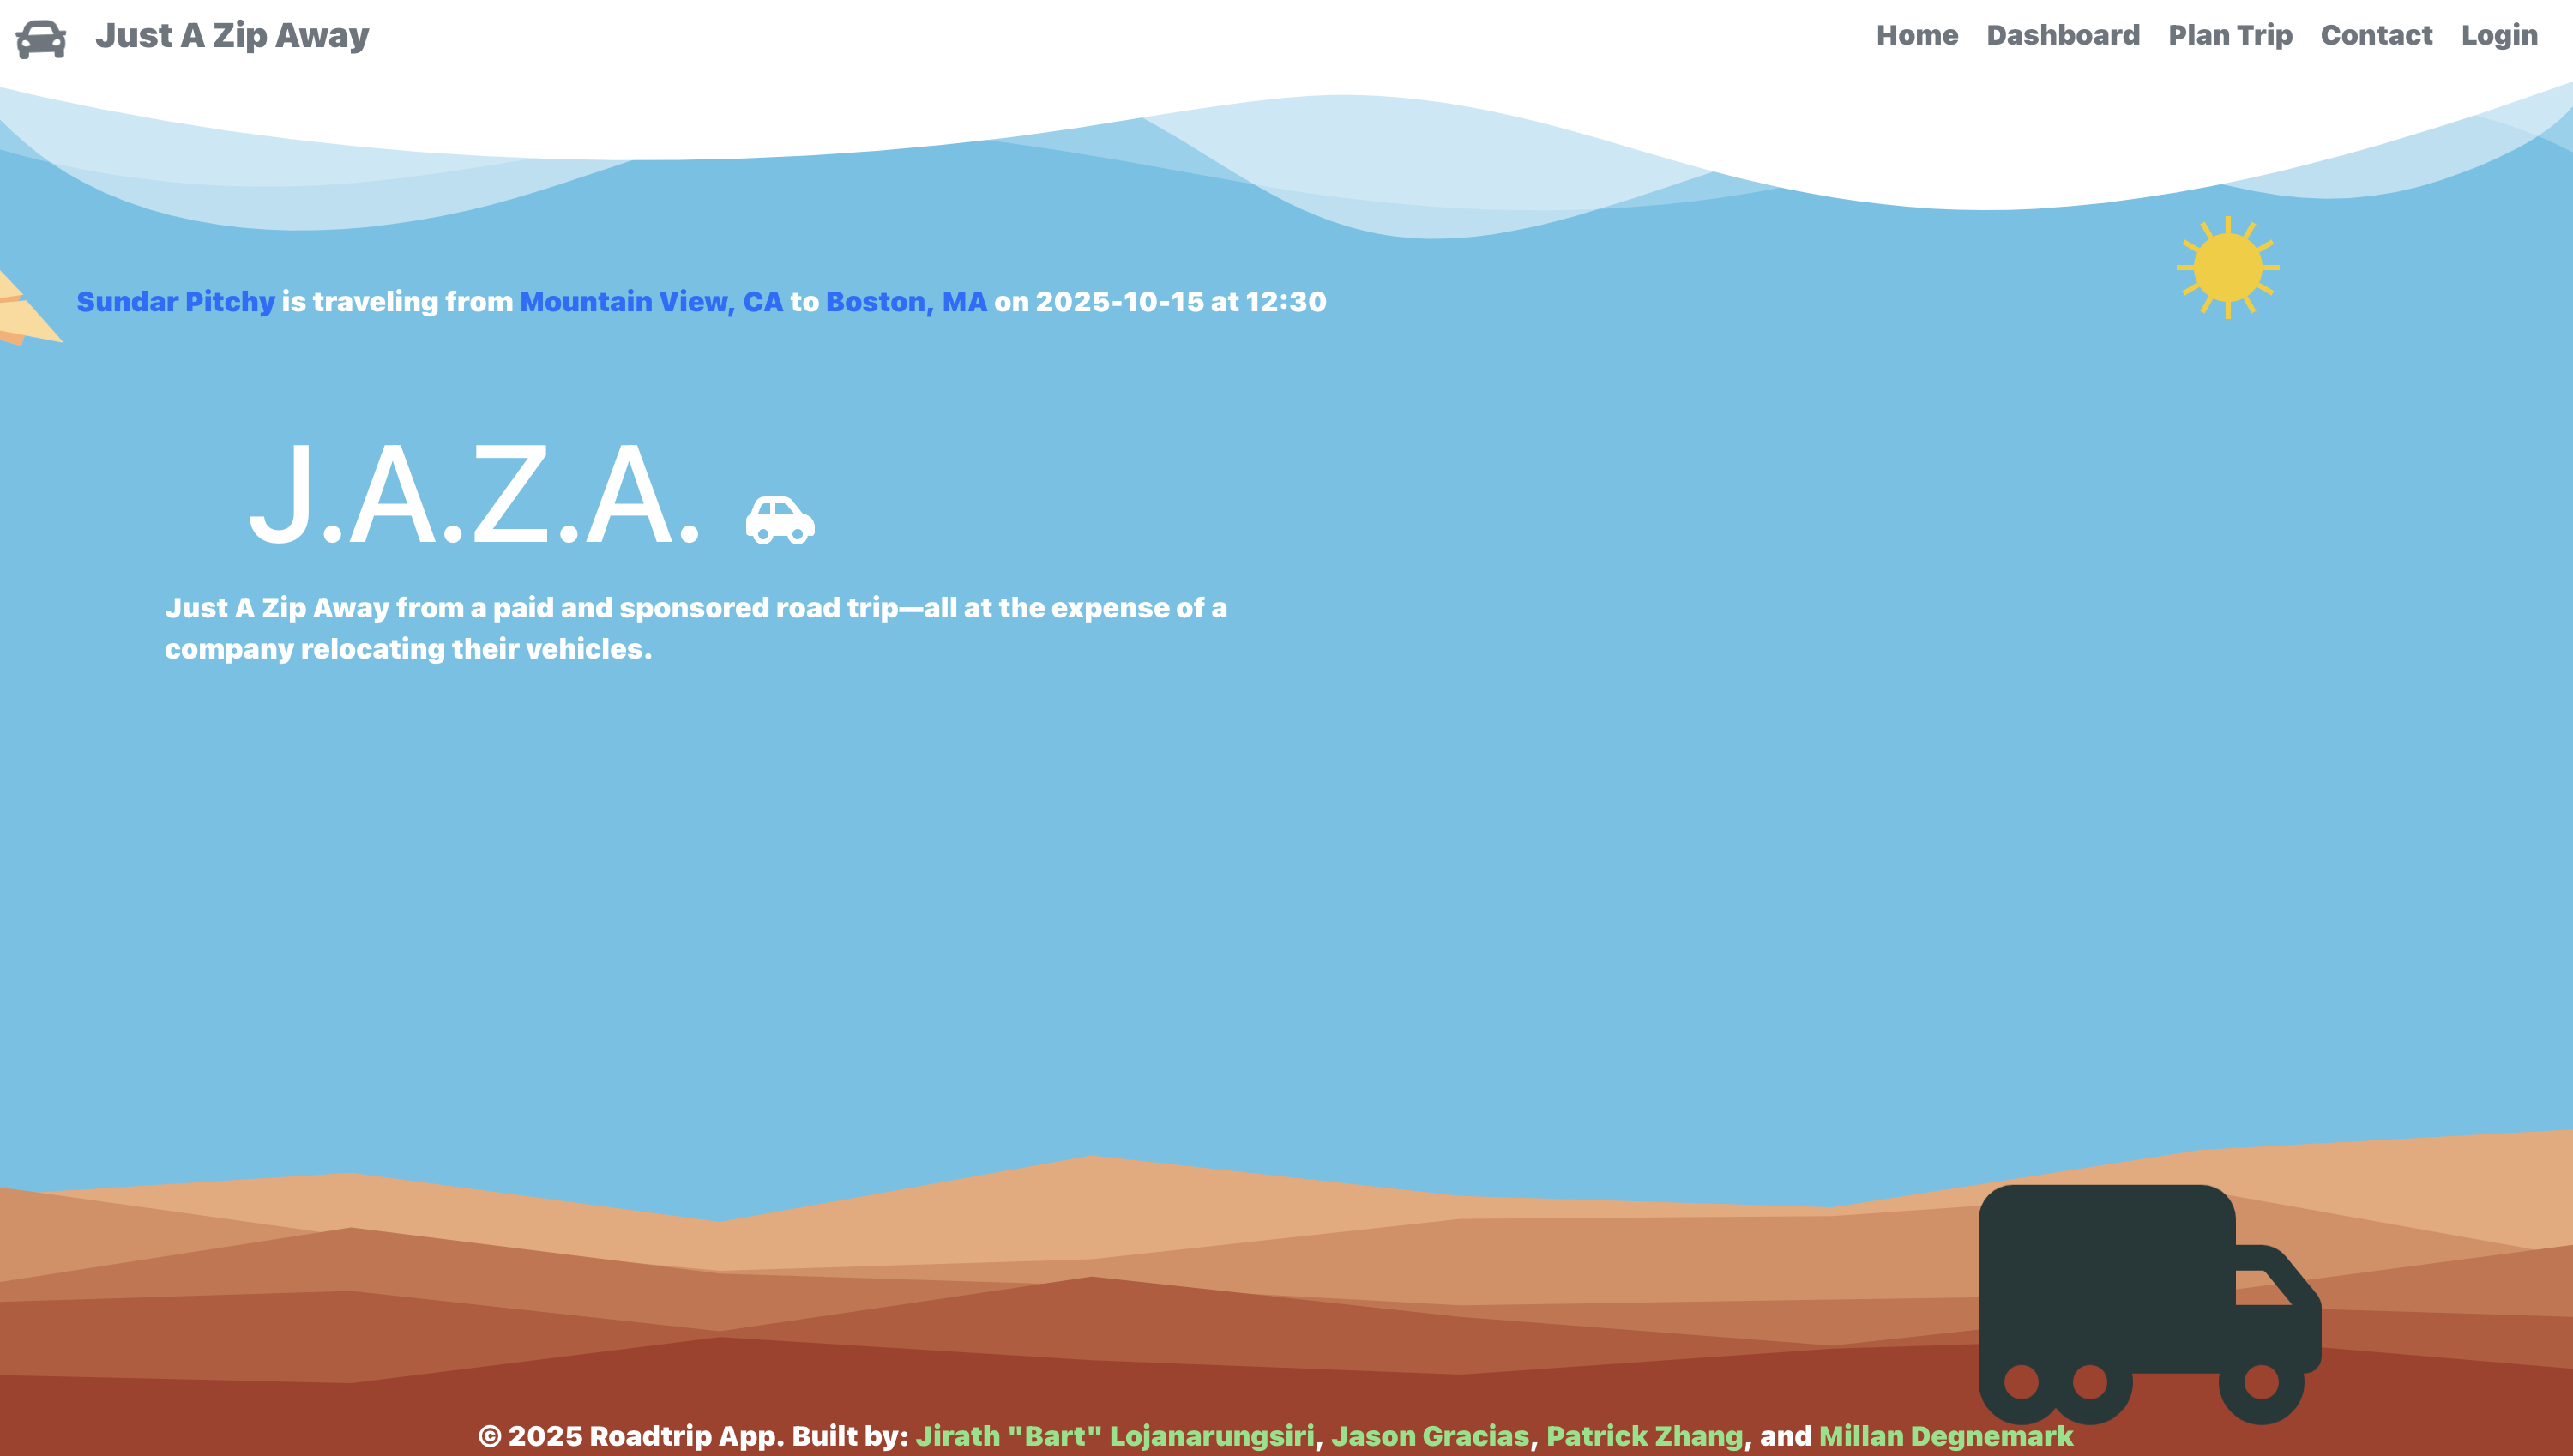 Just A Zip Away
Home Dashboard Plan Trip Contact Login
Sundar Pitchy is traveling from Mountain View, CA to Boston, MA on 2025-10-15 at 12:30
J.A.Z.A.
Just A Zip Away from a paid and sponsored road trip—all at the expense of a
company relocating their vehicles.
© 2025 Roadtrip App. Built by: Jirath "Bart" Lojanarungsiri, Jason Gracias, Patrick Zhang, and Millan Degnemark